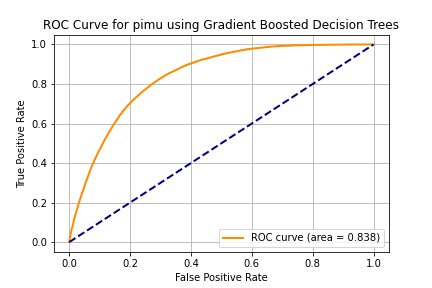 ROC Curve for pimu using Gradient Boosted Decision Trees
True Positive Rate
1.0
0.8
0.6
0.4
0.2
0.0
ROC curve (area = 0.838)
0.0 0.2 0.4 0.6 0.8 1.0
False Positive Rate